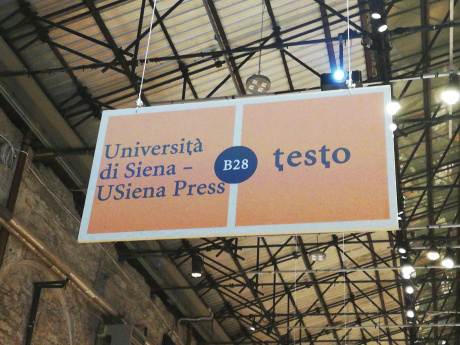 Università
di Siena –
USiena Press
B28
testo